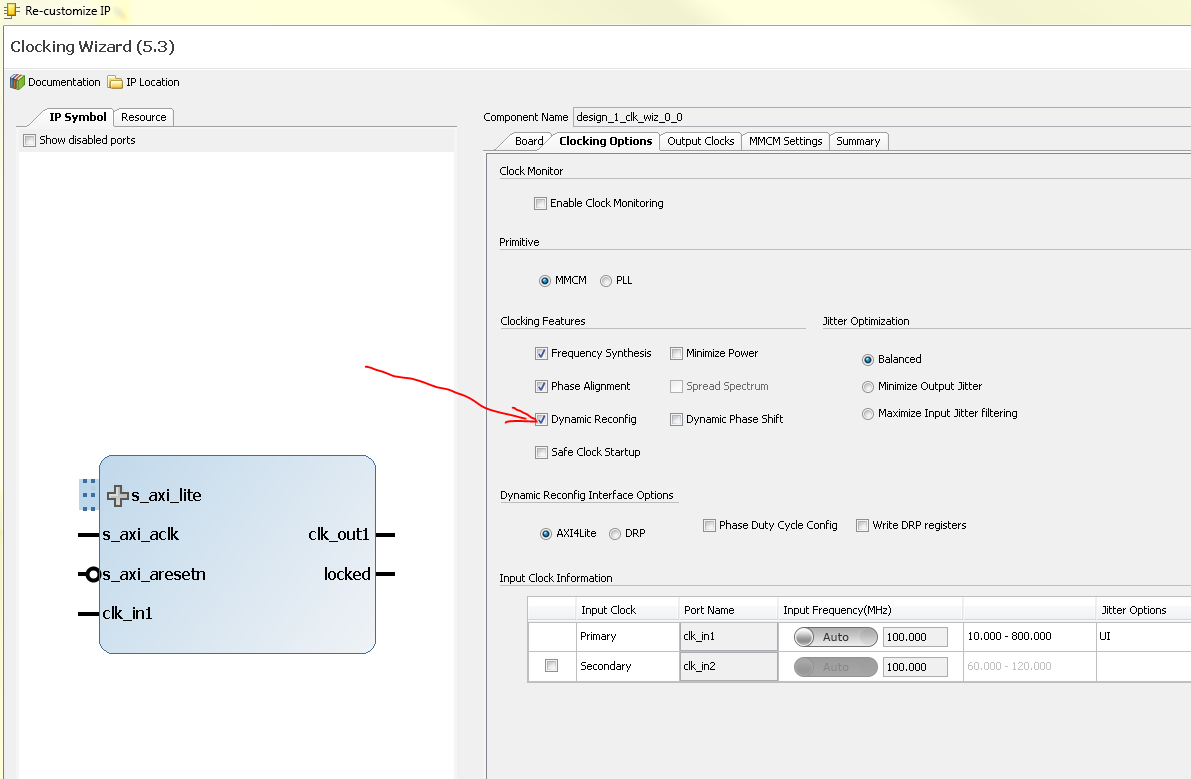 Re-customize IP
Clocking Wizard (5.3)
Documentation IP Location
IP Symbol Resource
Show disabled ports
s_axi_lite
s_axi_aclk clk_out1
s_axi_aresetn locked
clk_in1
Component Name design_1_clk_wiz_0_0
Board Clocking Options Output Clocks MMCM Settings Summary
Clock Monitor
Enable Clock Monitoring
Primitive
MMCM PLL
Clocking Features Jitter Optimization
Frequency Synthesis Minimize Power Balanced
Phase Alignment Spread Spectrum Minimize Output Jitter
Dynamic Reconfig Dynamic Phase Shift Maximize Input Jitter filtering
Safe Clock Startup
Dynamic Reconfig Interface Options
AXI4Lite DRP Phase Duty Cycle Config Write DRP registers
Input Clock Information
Input Clock Port Name Input Frequency(MHz) Jitter Options
Primary clk_in1 Auto 100.000 10.000 - 800.000 UI
Secondary clk_in2 Auto 100.000 60.000 - 120.000